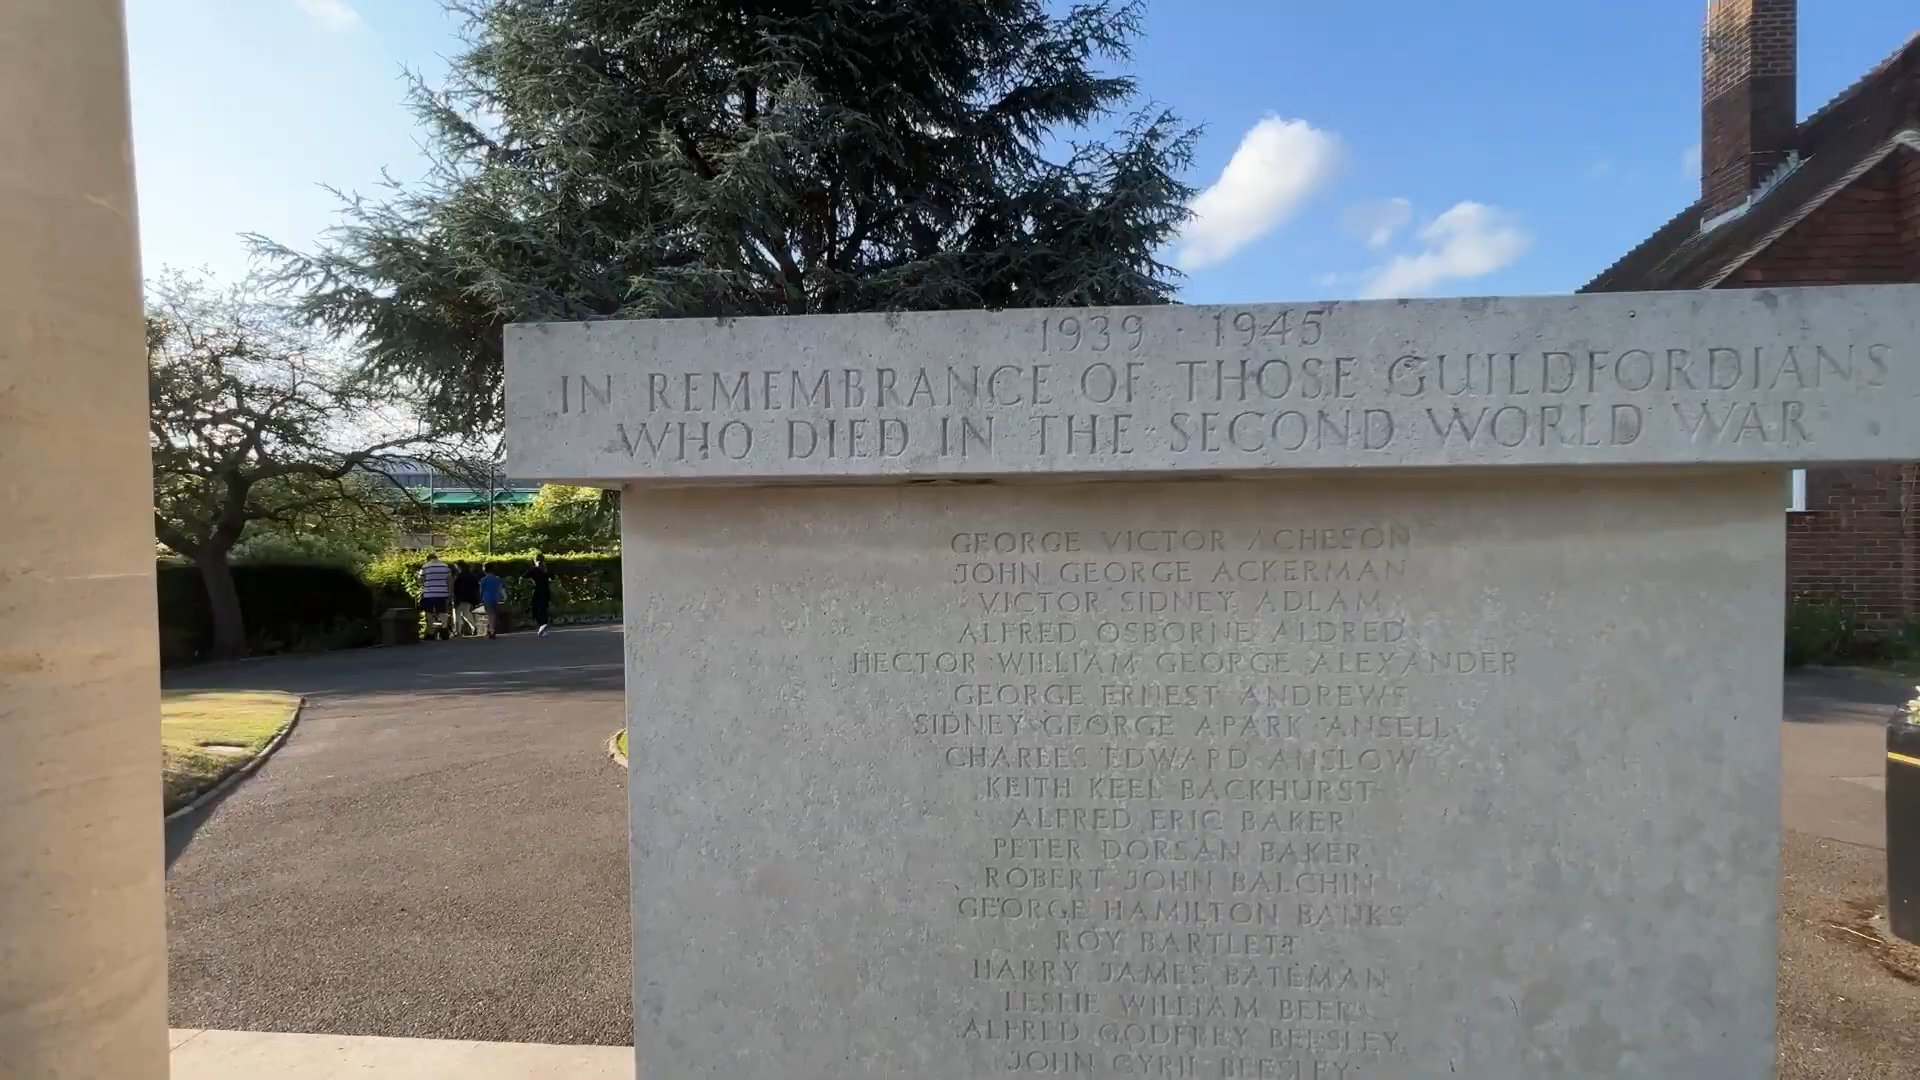 1939 · 1945
IN REMEMBRANCE OF THOSE GUILDFORDIANS
WHO DIED IN THE SECOND WORLD WAR
GEORGE VICTOR ACHESON
JOHN GEORGE ACKERMAN
VICTOR SIDNEY ADLAM
ALFRED OSBORNE ALDRED
HECTOR WILLIAM GEORGE ALEXANDER
GEORGE ERNEST ANDREWS
SIDNEY GEORGE APARK ANSELL
CHARLES EDWARD ANSLOW
KEITH KEEL BACKHURST
ALFRED ERIC BAKER
PETER DORSAN BAKER
ROBERT JOHN BALCHIN
GEORGE HAMILTON BANKS
ROY BARTLETT
HARRY JAMES BATEMAN
LESLIE WILLIAM
ALFRED GODFREY BEESLEY
JOHN CYRIL BEESLEY